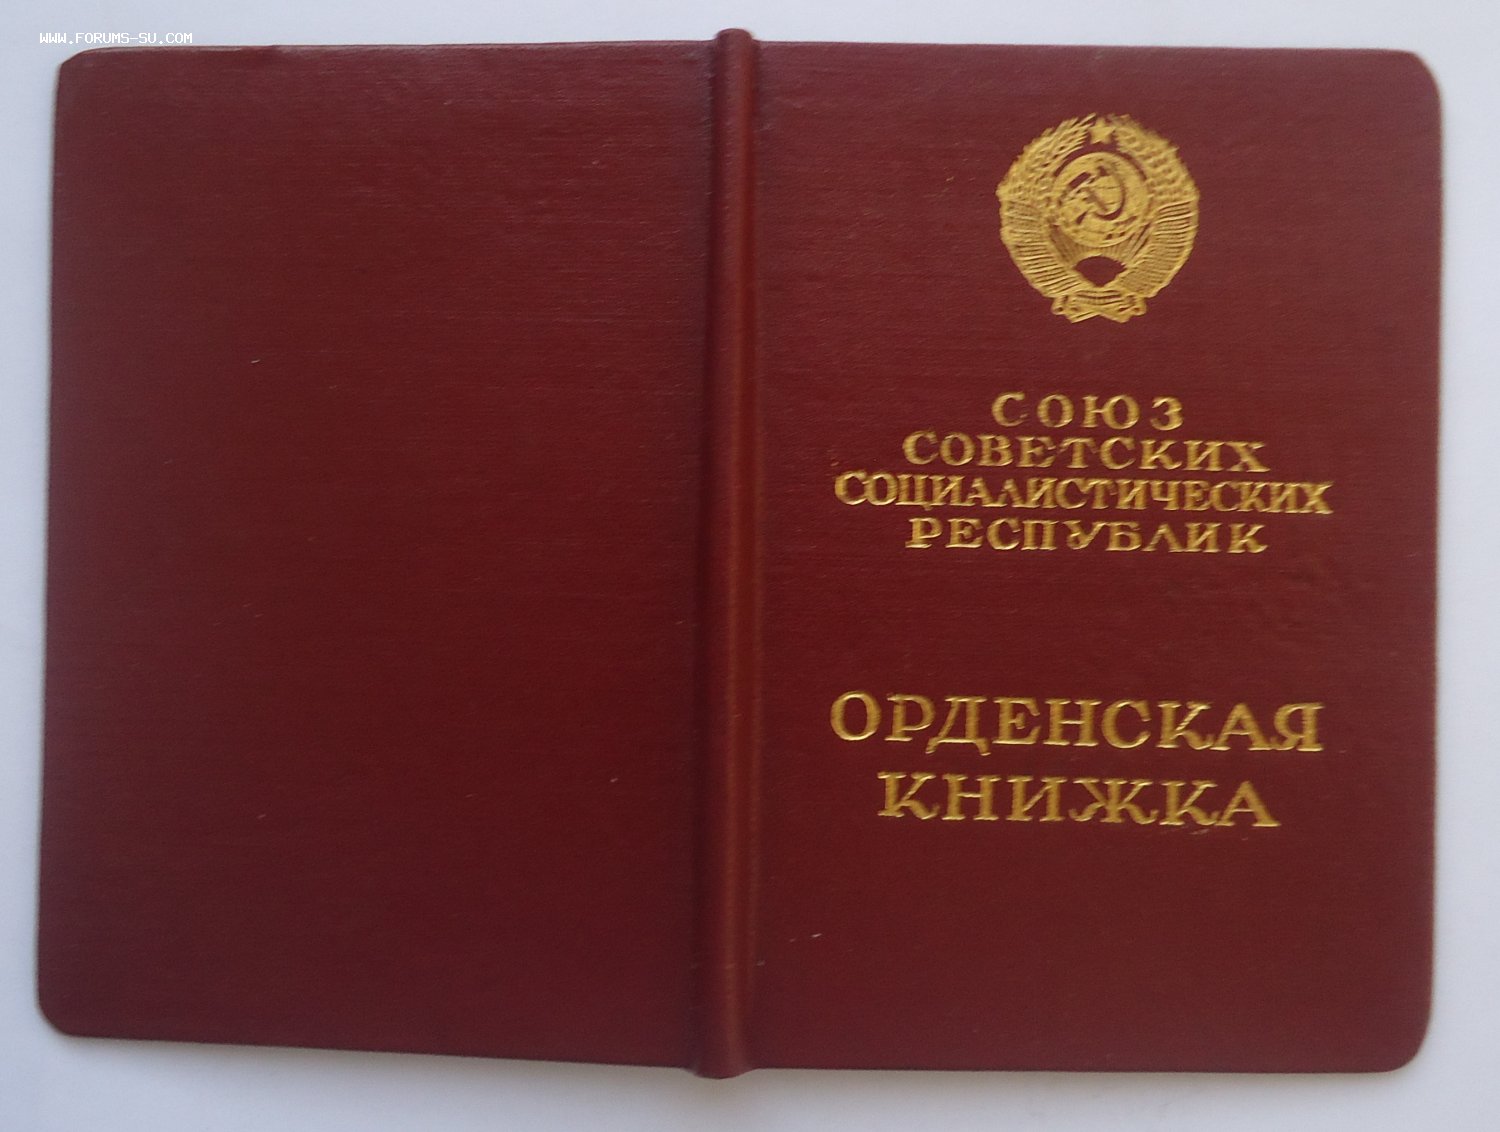 WWW.FORUMS-SU.COM
СОЮЗ
СОВЕТСКИХ
СОЦИАЛИСТИЧЕСКИХ
РЕСПУБЛИК
ОРДЕНСКАЯ
КНИЖКА